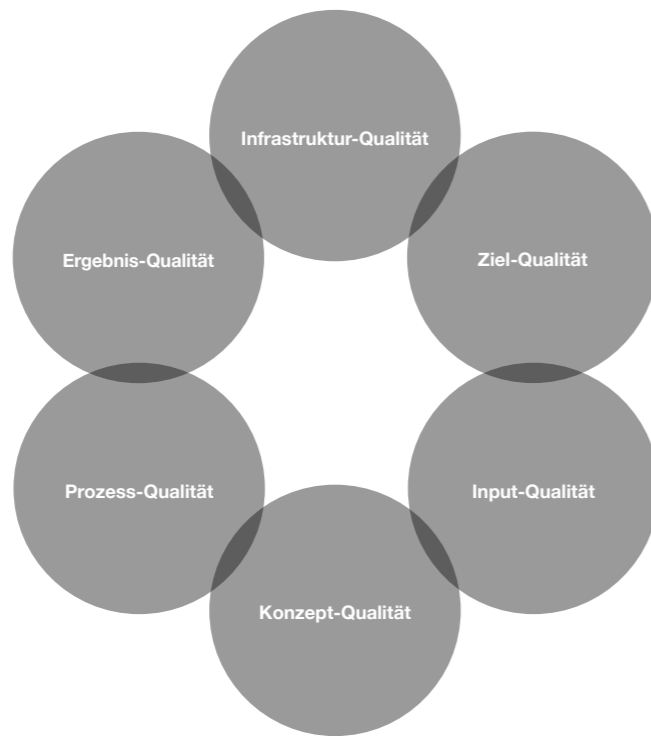 Infrastruktur-Qualität
Ergebnis-Qualität
Ziel-Qualität
Prozess-Qualität
Input-Qualität
Konzept-Qualität